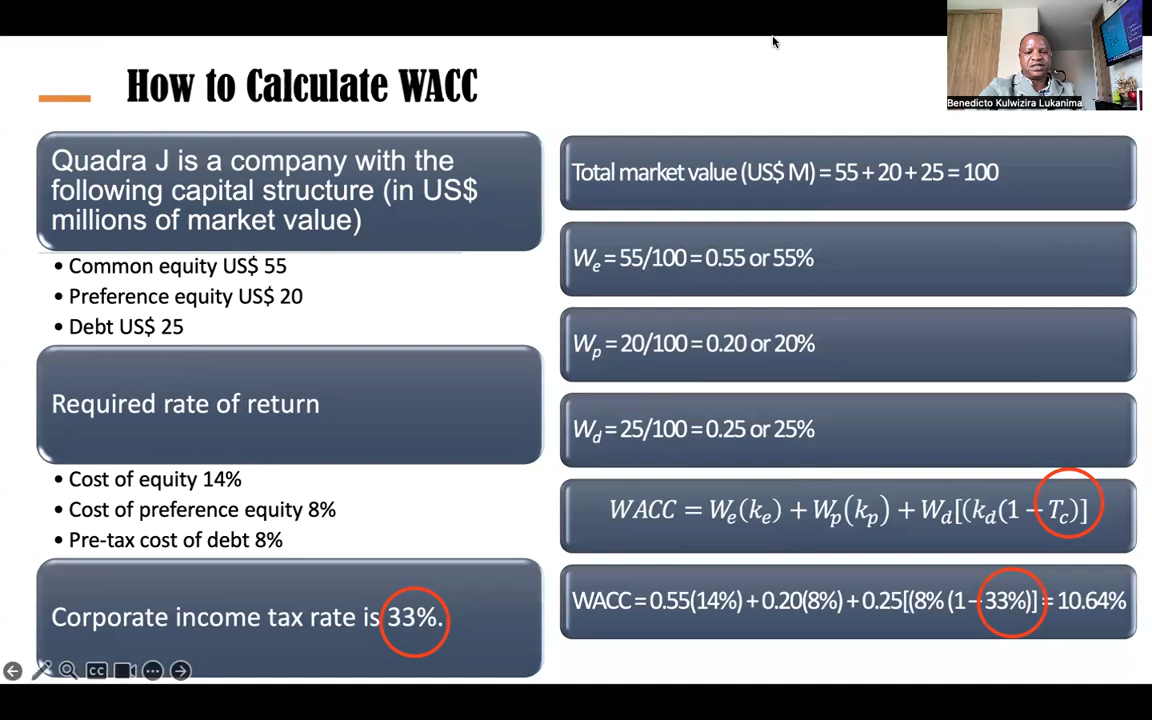 How to Calculate WACC
Benedicto Kulwizira Lukanima
Quadra J is a company with the
following capital structure (in US$
millions of market value)
• Common equity US$ 55
• Preference equity US$ 20
• Debt US$ 25
Required rate of return
• Cost of equity 14%
• Cost of preference equity 8%
• Pre-tax cost of debt 8%
Corporate income tax rate is 33%.
Total market value (US$ M) = 55 + 20 + 25 = 100
We = 55/100 = 0.55 or 55%
Wp = 20/100 = 0.20 or 20%
Wd = 25/100 = 0.25 or 25%
WACC = We(ke) + Wp(kp) + Wd[(kd(1 − Tc)]
WACC = 0.55(14%) + 0.20(8%) + 0.25[(8% (1 − 33%)] = 10.64%
CC